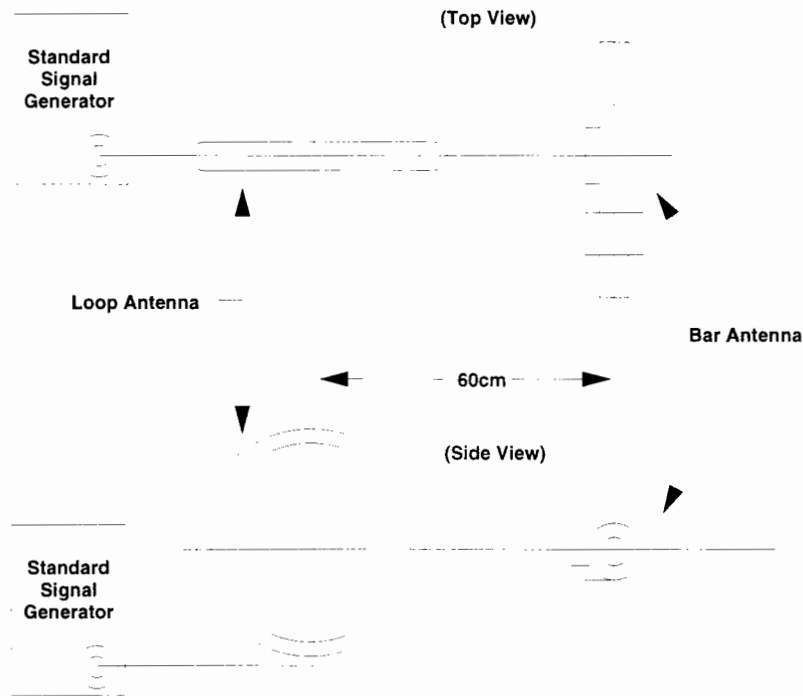 (Top View)
Standard
Signal
Generator
Loop Antenna
Bar Antenna
60cm
(Side View)
Standard
Signal
Generator